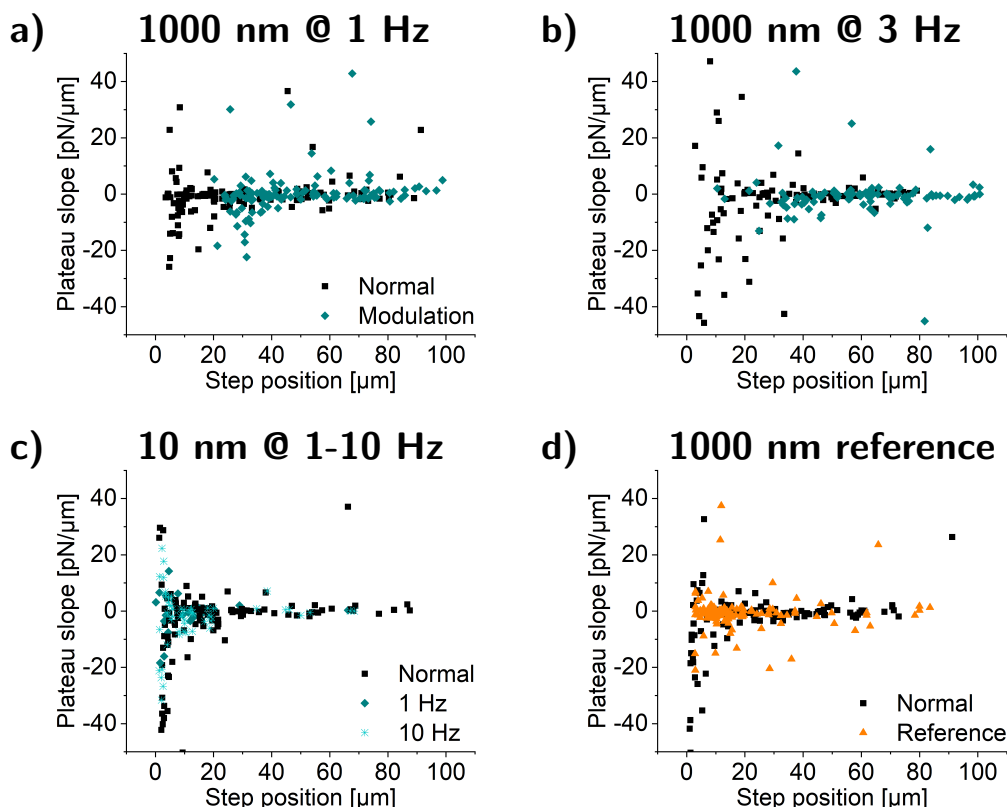 a) 1000 nm @ 1 Hz
Plateau slope [pN/µm]
40
20
0
-20
-40
0 20 40 60 80 100
Step position [µm]
Normal
Modulation
b) 1000 nm @ 3 Hz
Plateau slope [pN/µm]
40
20
0
-20
-40
0 20 40 60 80 100
Step position [µm]
c) 10 nm @ 1-10 Hz
Plateau slope [pN/µm]
40
20
0
-20
-40
0 20 40 60 80 100
Step position [µm]
Normal
1 Hz
10 Hz
d) 1000 nm reference
Plateau slope [pN/µm]
40
20
0
-20
-40
0 20 40 60 80 100
Step position [µm]
Normal
Reference